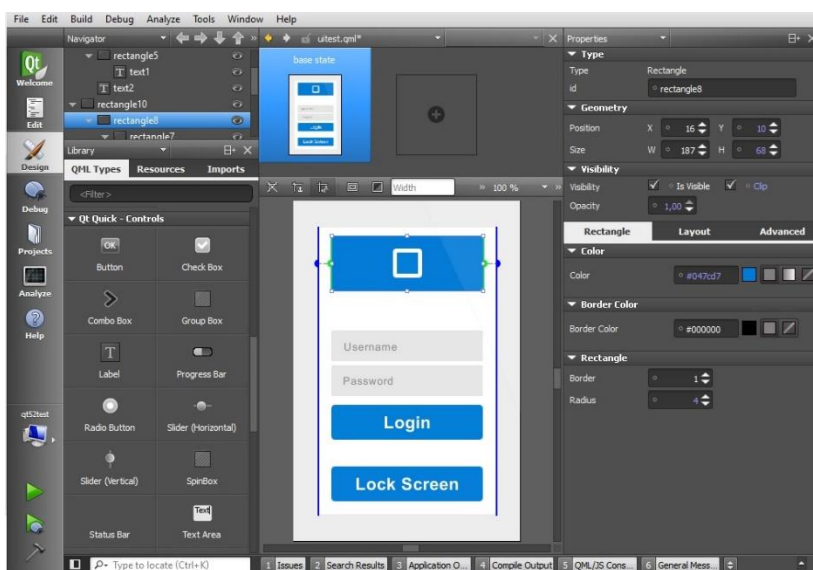 File Edit Build Debug Analyze Tools Window Help
Navigator
uitest.qml*
Properties
Qt
Welcome
Edit
Design
Debug
Projects
Analyze
Help
qt52test
rectangle5
T text1
T text2
rectangle10
rectangle8
rectangle7
Library
QML Types Resources Imports
<Filter>
Qt Quick - Controls
OK
Button
Check Box
Combo Box
Group Box
T
Label
Progress Bar
Radio Button
Slider (Horizontal)
Slider (Vertical)
SpinBox
Status Bar
Text
Text Area
base state
Login
Lock Screen
Width
100 %
Username
Password
Login
Lock Screen
Type
Type Rectangle
id rectangle8
Geometry
Position X 16 Y 10
Size W 187 H 68
Visibility
Visibility Is Visible Clip
Opacity 1,00
Rectangle Layout Advanced
Color
Color #047cd7
Border Color
Border Color #000000
Rectangle
Border 1
Radius 4
Type to locate (Ctrl+K)
1 Issues 2 Search Results 3 Application O... 4 Compile Output 5 QML/JS Cons... 6 General Mess...